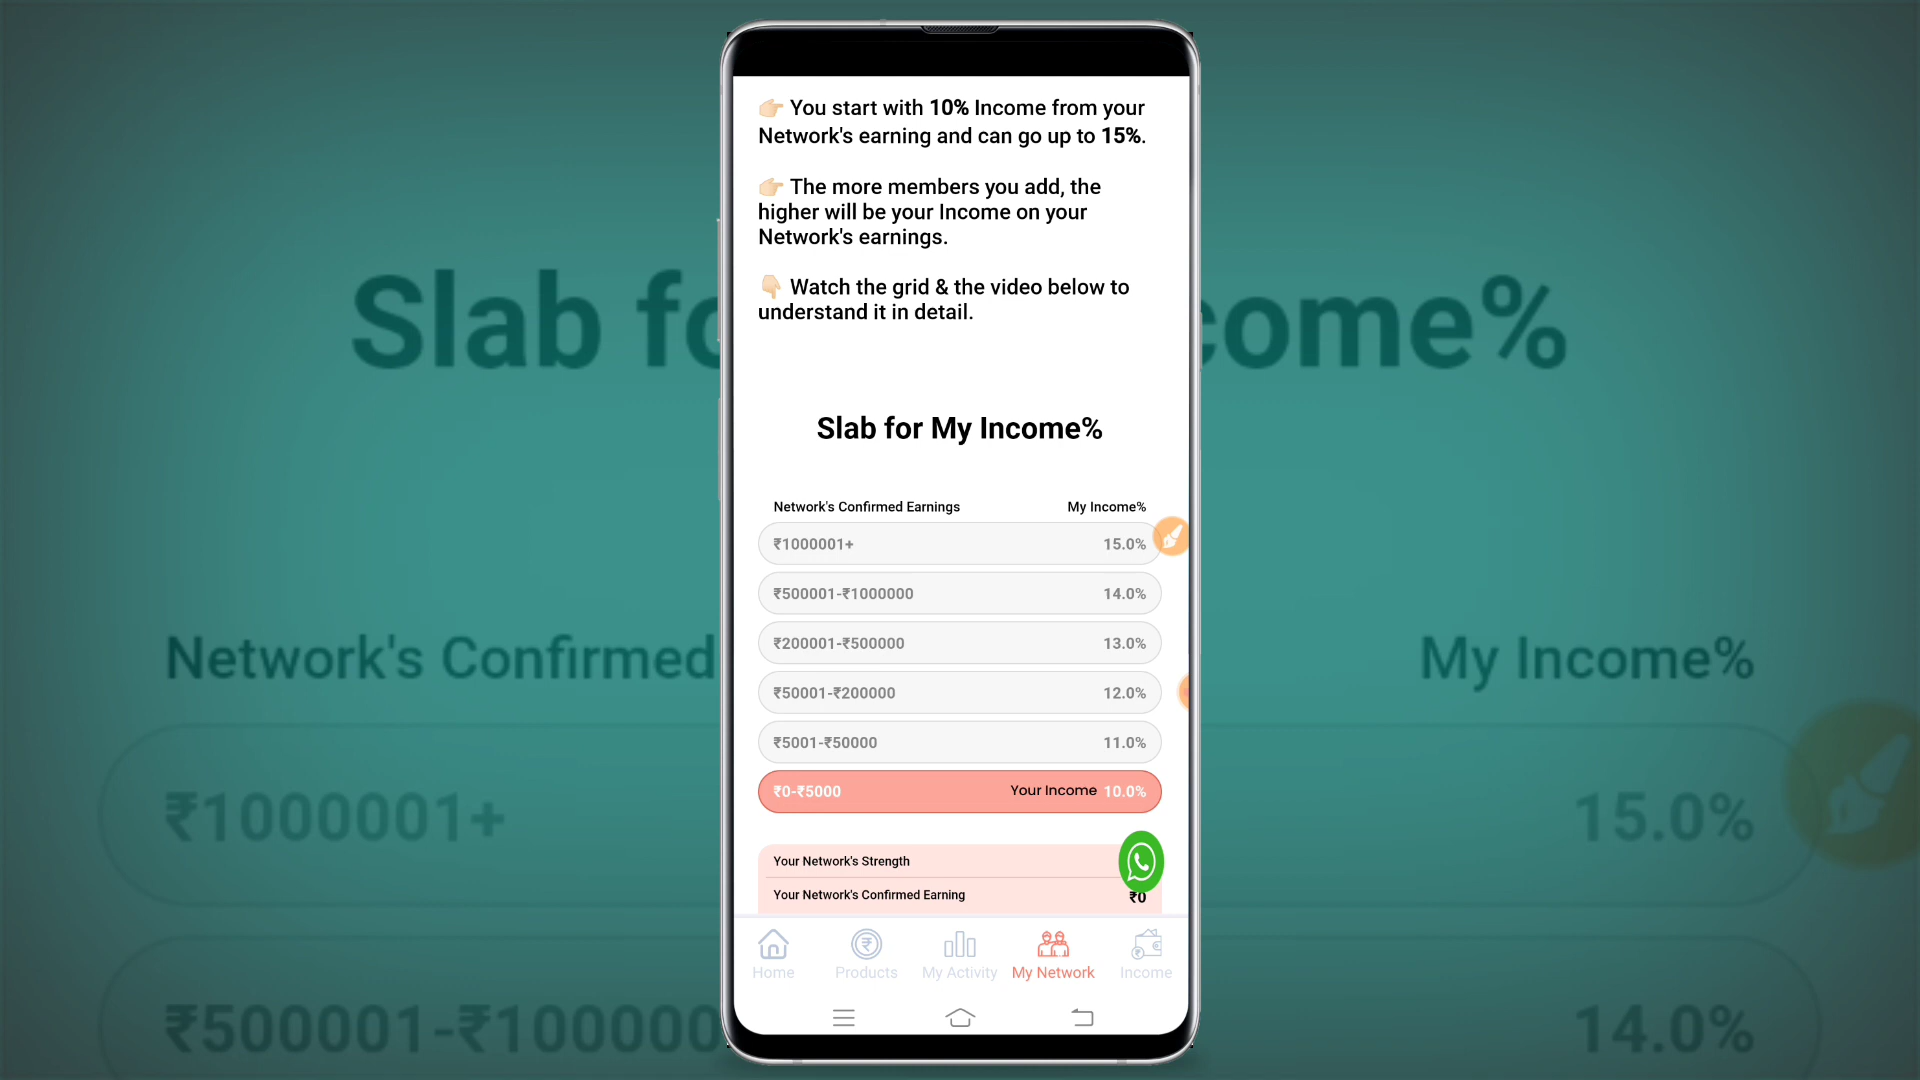 👉🏻 You start with 10% Income from your
Network's earning and can go up to 15%.
👉🏻 The more members you add, the
higher will be your Income on your
Network's earnings.
👇🏻 Watch the grid & the video below to
understand it in detail.
Slab for My Income%
Network's Confirmed Earnings My Income%
₹1000001+ 15.0%
₹500001-₹1000000 14.0%
₹200001-₹500000 13.0%
₹50001-₹200000 12.0%
₹5001-₹50000 11.0%
₹0-₹5000 Your Income 10.0%
Your Network's Strength
Your Network's Confirmed Earning ₹0
Home Products My Activity My Network Income
Slab fo come%
Network's Confirmed My Income%
₹1000001+ 15.0%
₹500001-₹1000000 14.0%